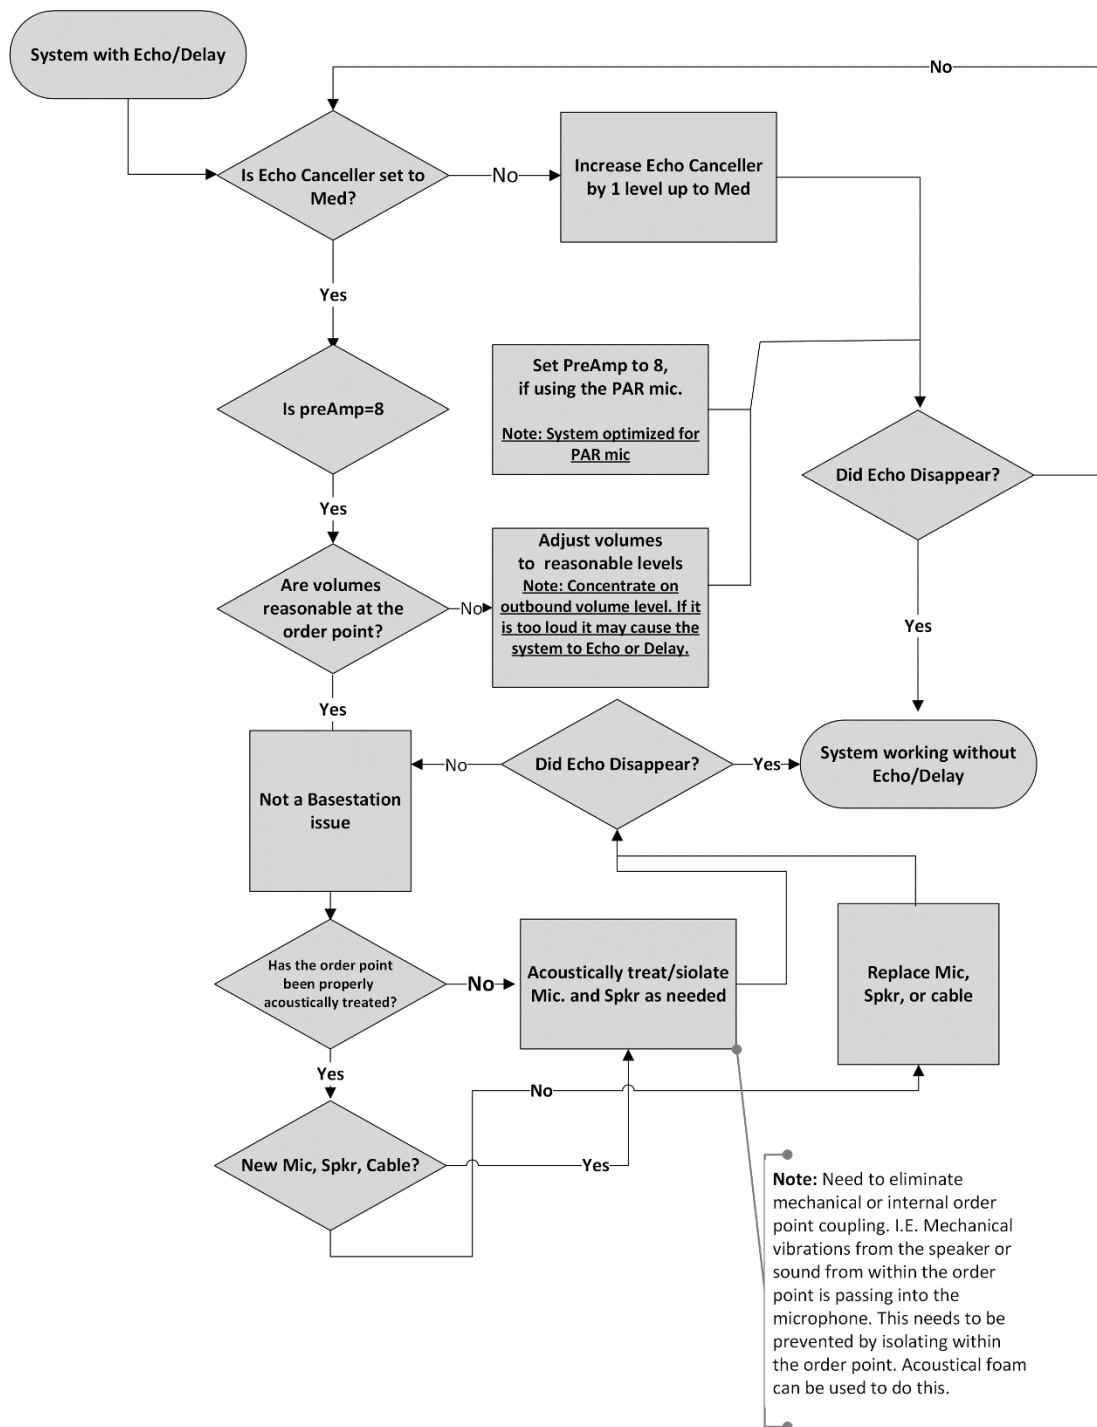 System with Echo/Delay
No
Is Echo Canceller set to
Med?
No
Increase Echo Canceller
by 1 level up to Med
Yes
Set PreAmp to 8,
if using the PAR mic.
Note: System optimized for
PAR mic
Is preAmp=8
Did Echo Disappear?
Yes
Are volumes
reasonable at the
order point?
No
Adjust volumes
to reasonable levels
Note: Concentrate on
outbound volume level. If it
is too loud it may cause the
system to Echo or Delay.
Yes
Yes
Not a Basestation
issue
No
Did Echo Disappear?
Yes
System working without
Echo/Delay
Has the order point
been properly
acoustically treated?
No
Acoustically treat/siolate
Mic. and Spkr as needed
Replace Mic,
Spkr, or cable
Yes
No
New Mic, Spkr, Cable?
Yes
Note: Need to eliminate
mechanical or internal order
point coupling. I.E. Mechanical
vibrations from the speaker or
sound from within the order
point is passing into the
microphone. This needs to be
prevented by isolating within
the order point. Acoustical foam
can be used to do this.